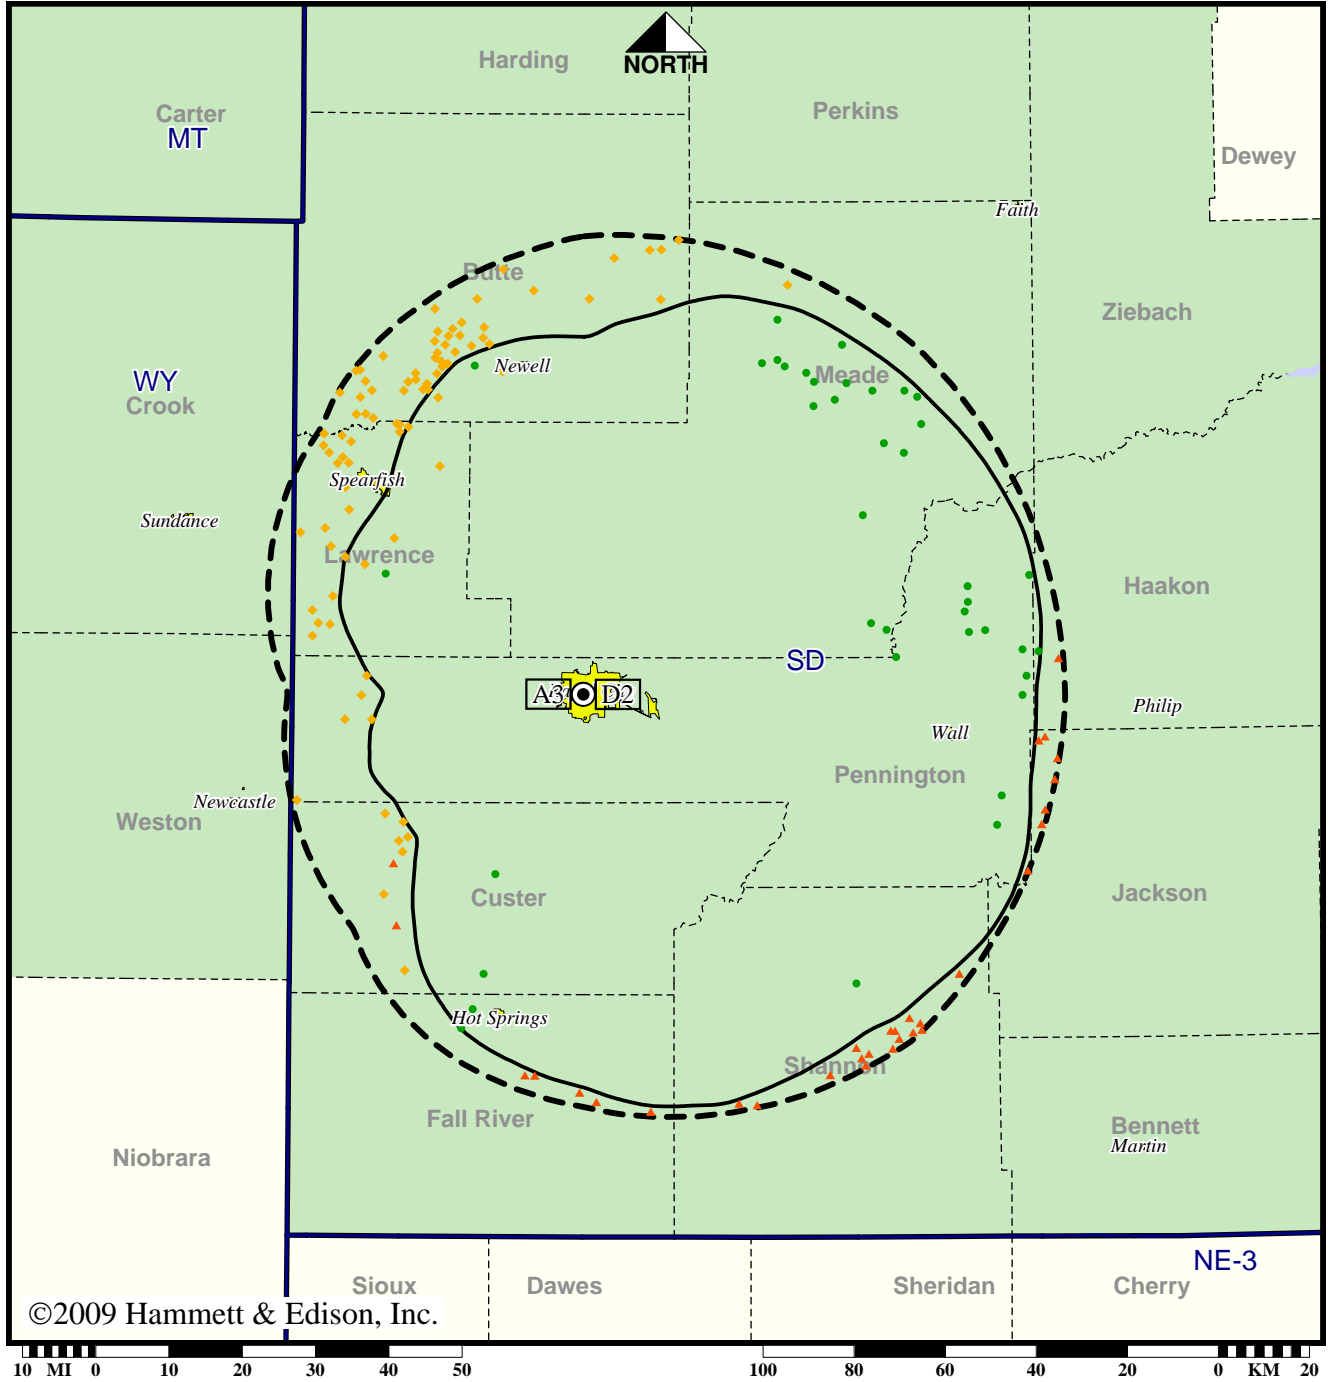 Harding
NORTH
Carter
MT
Perkins
Dewey
Faith
Butte
Ziebach
WY
Crook
Newell
Meade
Spearfish
Sundance
Lawrence
Haakon
SD
A3
D2
Philip
Wall
Pennington
Newcastle
Weston
Custer
Jackson
Hot Springs
Shannon
Fall River
Bennett
Martin
Niobrara
NE-3
Sioux
Dawes
Sheridan
Cherry
©2009 Hammett & Edison, Inc.
10 MI 0 10 20 30 40 50 100 80 60 40 20 0 KM 20